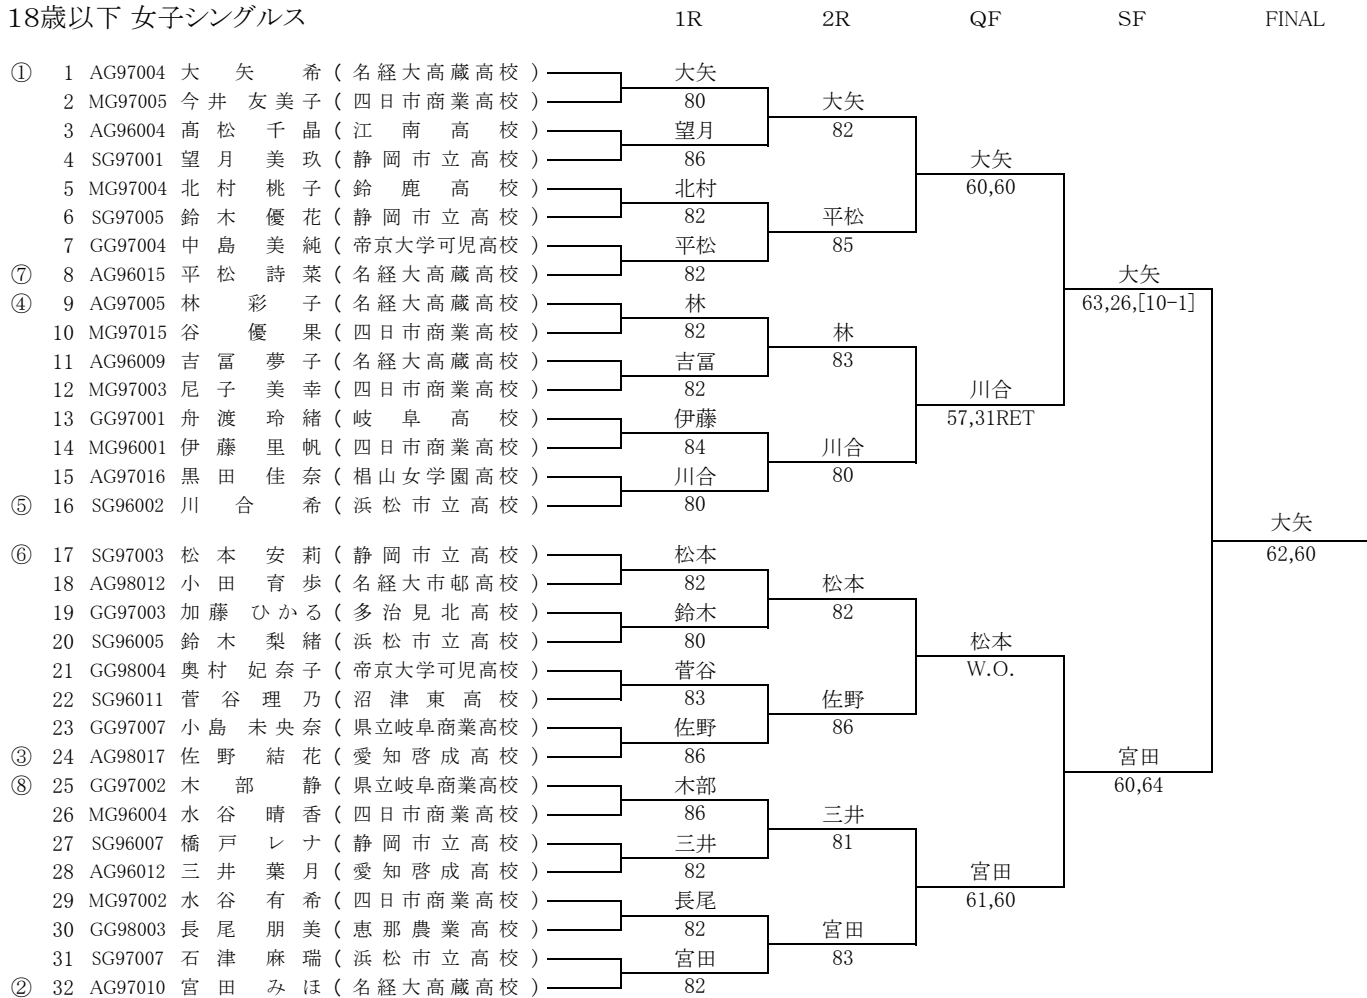 18歳以下 女子シングルス 1R 2R QF SF FINAL
① 1 AG97004 大矢 希 ( 名経大高蔵高校 ) 大矢
2 MG97005 今井 友美子 ( 四日市商業高校 ) 80 大矢
3 AG96004 髙松 千晶 ( 江南高校 ) 望月 82
4 SG97001 望月 美玖 ( 静岡市立高校 ) 86 大矢
5 MG97004 北村 桃子 ( 鈴鹿高校 ) 北村 60,60
6 SG97005 鈴木 優花 ( 静岡市立高校 ) 82 平松
7 GG97004 中島 美純 ( 帝京大学可児高校 ) 平松 85
⑦ 8 AG96015 平松 詩菜 ( 名経大高蔵高校 ) 82 大矢
④ 9 AG97005 林 彩子 ( 名経大高蔵高校 ) 林 63,26,[10-1]
10 MG97015 谷 優果 ( 四日市商業高校 ) 82 林
11 AG96009 吉冨 夢子 ( 名経大高蔵高校 ) 吉冨 83
12 MG97003 尼子 美幸 ( 四日市商業高校 ) 82 川合
13 GG97001 舟渡 玲緒 ( 岐阜高校 ) 伊藤 57,31RET
14 MG96001 伊藤 里帆 ( 四日市商業高校 ) 84 川合
15 AG97016 黒田 佳奈 ( 椙山女学園高校 ) 川合 80
⑤ 16 SG96002 川合 希 ( 浜松市立高校 ) 80
大矢
⑥ 17 SG97003 松本 安莉 ( 静岡市立高校 ) 松本 62,60
18 AG98012 小田 育歩 ( 名経大市邨高校 ) 82 松本
19 GG97003 加藤 ひかる ( 多治見北高校 ) 鈴木 82
20 SG96005 鈴木 梨緒 ( 浜松市立高校 ) 80 松本
21 GG98004 奥村 妃奈子 ( 帝京大学可児高校 ) 菅谷 W.O.
22 SG96011 菅谷 理乃 ( 沼津東高校 ) 83 佐野
23 GG97007 小島 未央奈 ( 県立岐阜商業高校 ) 佐野 86
③ 24 AG98017 佐野 結花 ( 愛知啓成高校 ) 86 宮田
⑧ 25 GG97002 木部 静 ( 県立岐阜商業高校 ) 木部 60,64
26 MG96004 水谷 晴香 ( 四日市商業高校 ) 86 三井
27 SG96007 橋戸 レナ ( 静岡市立高校 ) 三井 81
28 AG96012 三井 葉月 ( 愛知啓成高校 ) 82 宮田
29 MG97002 水谷 有希 ( 四日市商業高校 ) 長尾 61,60
30 GG98003 長尾 朋美 ( 恵那農業高校 ) 82 宮田
31 SG97007 石津 麻瑞 ( 浜松市立高校 ) 宮田 83
② 32 AG97010 宮田 みほ ( 名経大高蔵高校 ) 82